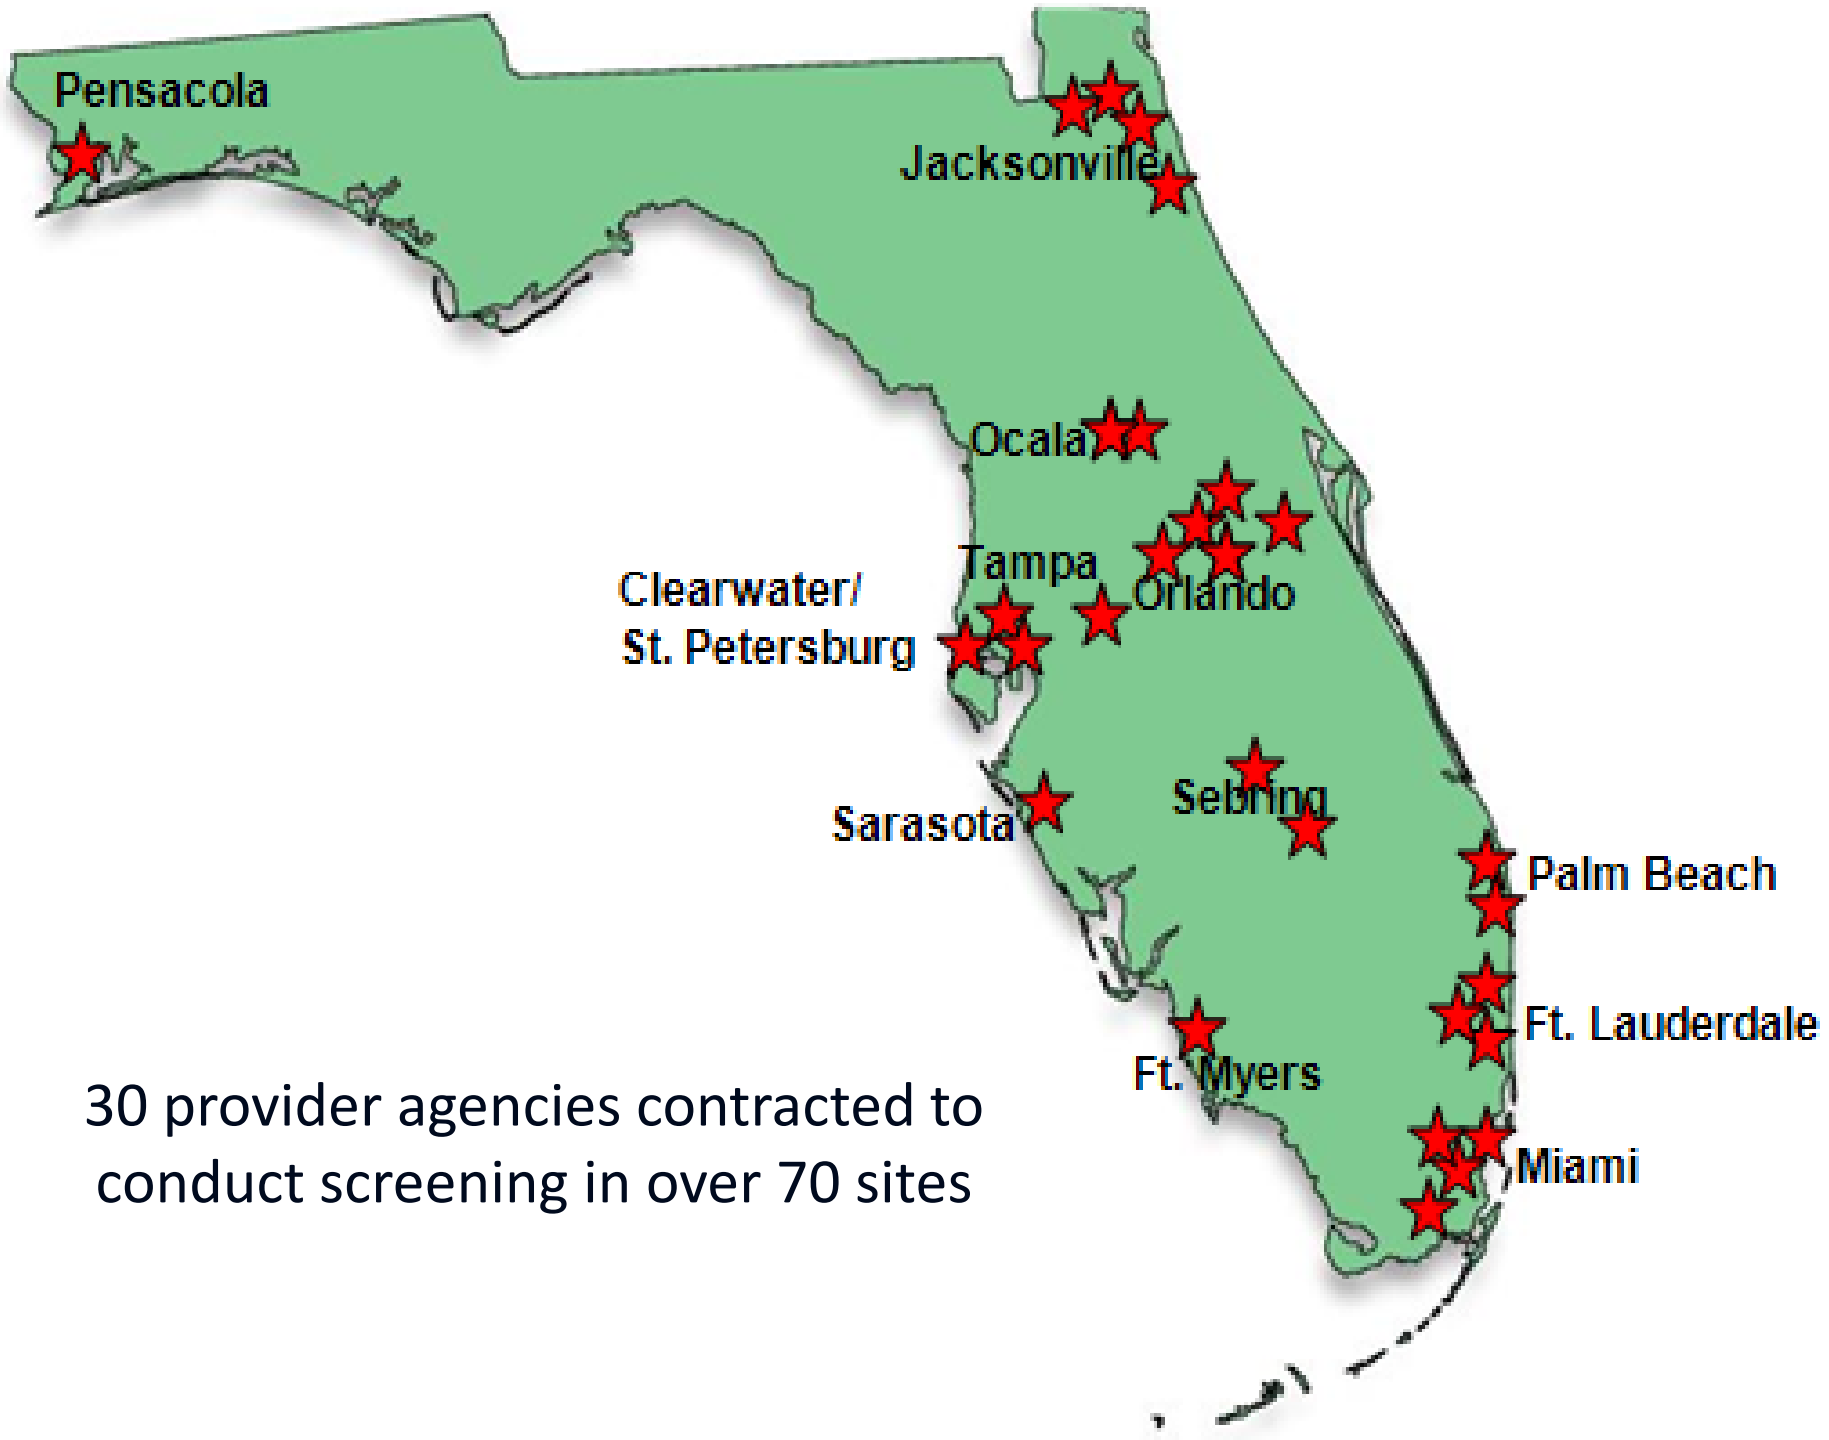 Pensacola
Jacksonville
Ocala
Tampa
Orlando
Clearwater/
St. Petersburg
Sebring
Sarasota
Palm Beach
Ft. Lauderdale
Ft. Myers
30 provider agencies contracted to
conduct screening in over 70 sites
Miami